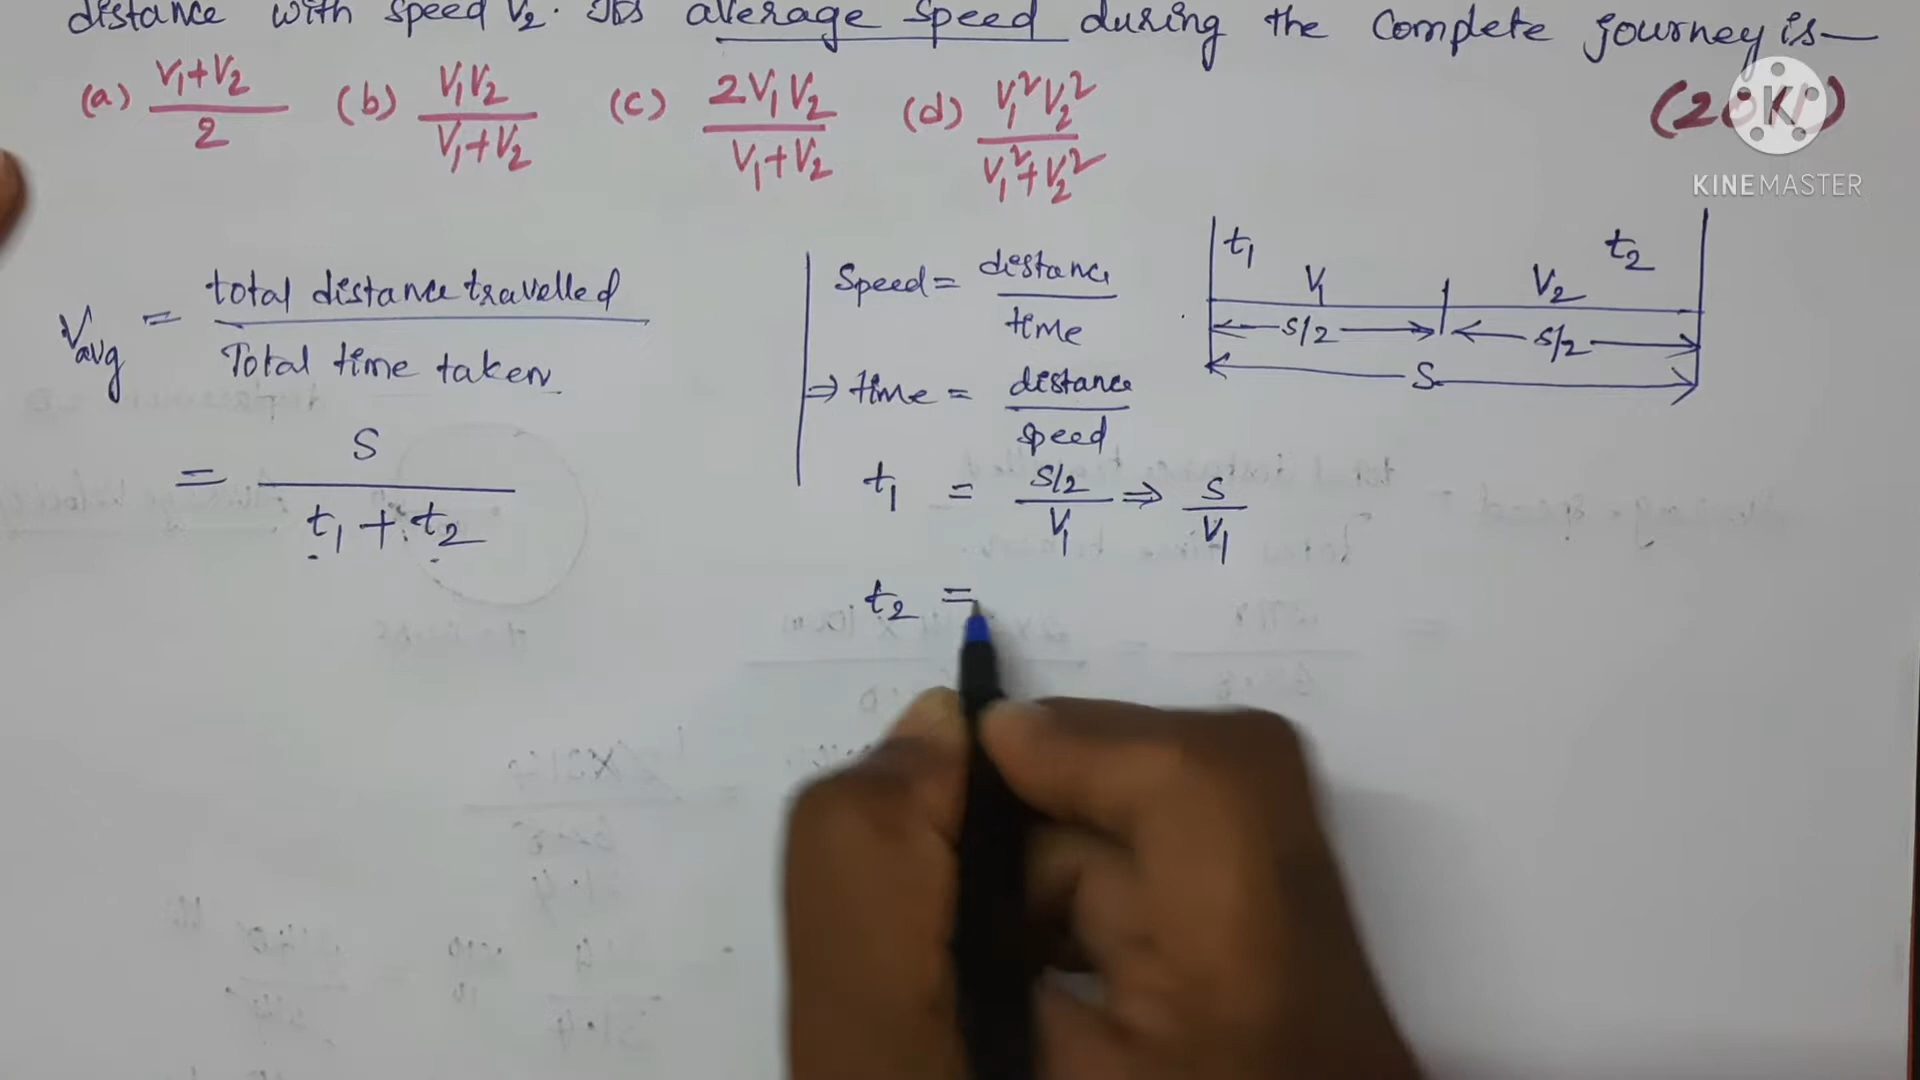 distance with speed V₂. Its average speed during the complete journey is—
(a) V₁+V₂/2 (b) V₁V₂/V₁+V₂ (c) 2V₁V₂/V₁+V₂ (d) V₁²V₂²/V₁²+V₂²
KINEMASTER
V_avg = total distance travelled / Total time taken
= S / t₁ + t₂
Speed = distance / time
⇒ time = distance / speed
t₁ = S/2 / V₁ ⇒ S / V₁
t₂ =
t₁ t₂
V₁ V₂
S/2 S/2
S